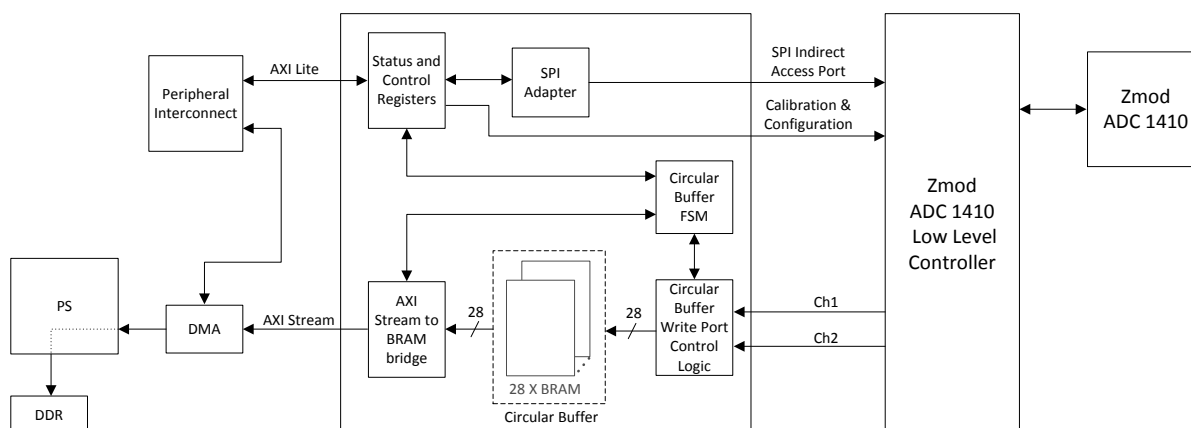 AXI Lite
Peripheral
Interconnect
Status and
Control
Registers
SPI
Adapter
SPI Indirect
Access Port
Calibration &
Configuration
Zmod
ADC 1410
Zmod
ADC 1410
Low Level
Controller
Circular
Buffer
FSM
PS
DMA
AXI Stream
AXI
Stream to
BRAM
bridge
28
28
Circular
Buffer
Write Port
Control
Logic
Ch1
Ch2
28 X BRAM
Circular Buffer
DDR